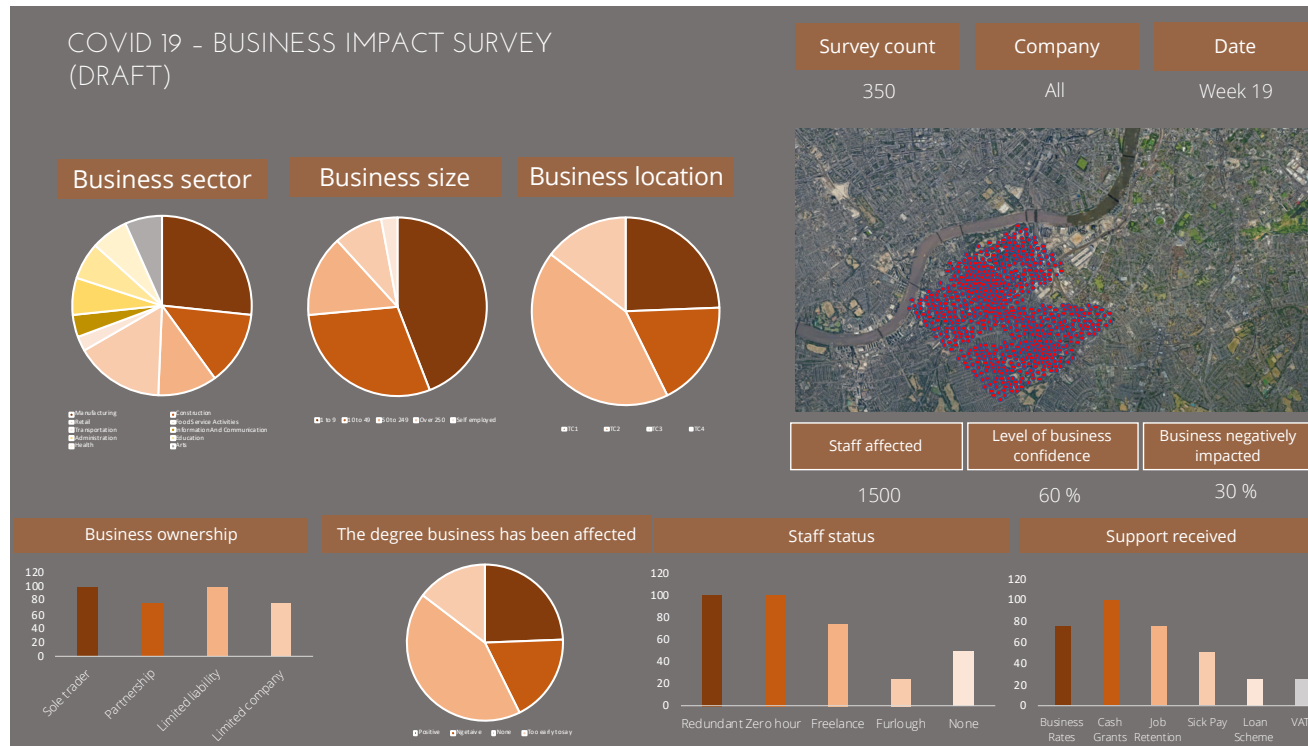 COVID 19 – BUSINESS IMPACT SURVEY
(DRAFT)
Survey count
Company
Date
350
All
Week 19
Business sector
Business size
Business location
Manufacturing
Construction
Retail
Food Service Activities
Transportation
Information And Communication
Administration
Education
Health
Arts
1 to 9
10 to 49
50 to 249
Over 250
Self employed
TC1
TC2
TC3
TC4
Staff affected
Level of business
confidence
Business negatively
impacted
1500
60 %
30 %
Business ownership
120
100
80
60
40
20
0
Sole trader
Partnership
Limited liability
Limited company
The degree business has been affected
Positive
Ngetaive
None
Too early to say
Staff status
120
100
80
60
40
20
0
Redundant
Zero hour
Freelance
Furlough
None
Support received
120
100
80
60
40
20
0
Business
Rates
Cash
Grants
Job
Retention
Sick Pay
Loan
Scheme
VAT